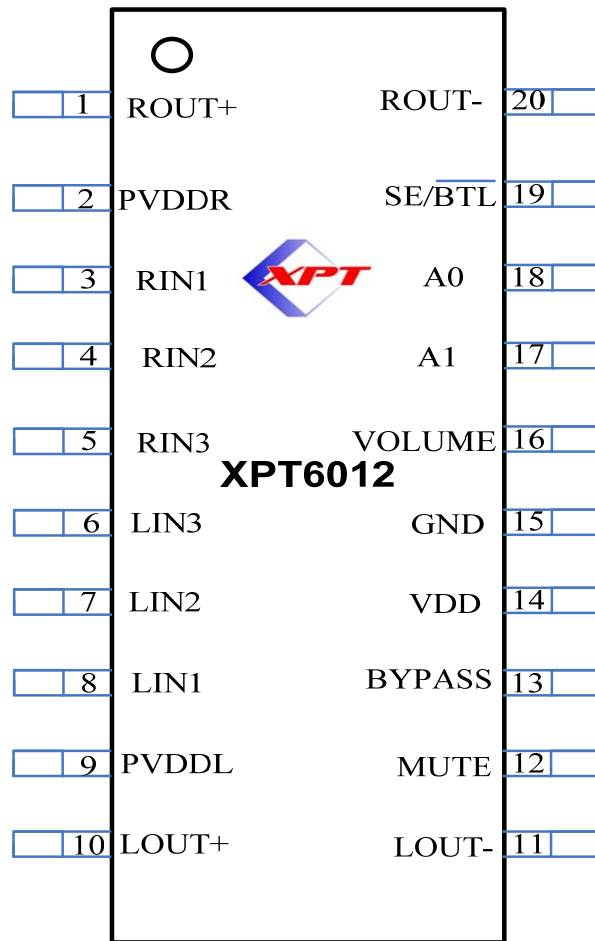 1 ROUT+ ROUT- 20
2 PVDDR SE/BTL 19
XPT
3 RIN1 A0 18
4 RIN2 A1 17
5 RIN3 VOLUME 16
XPT6012
6 LIN3 GND 15
7 LIN2 VDD 14
8 LIN1 BYPASS 13
9 PVDDL MUTE 12
10 LOUT+ LOUT- 11